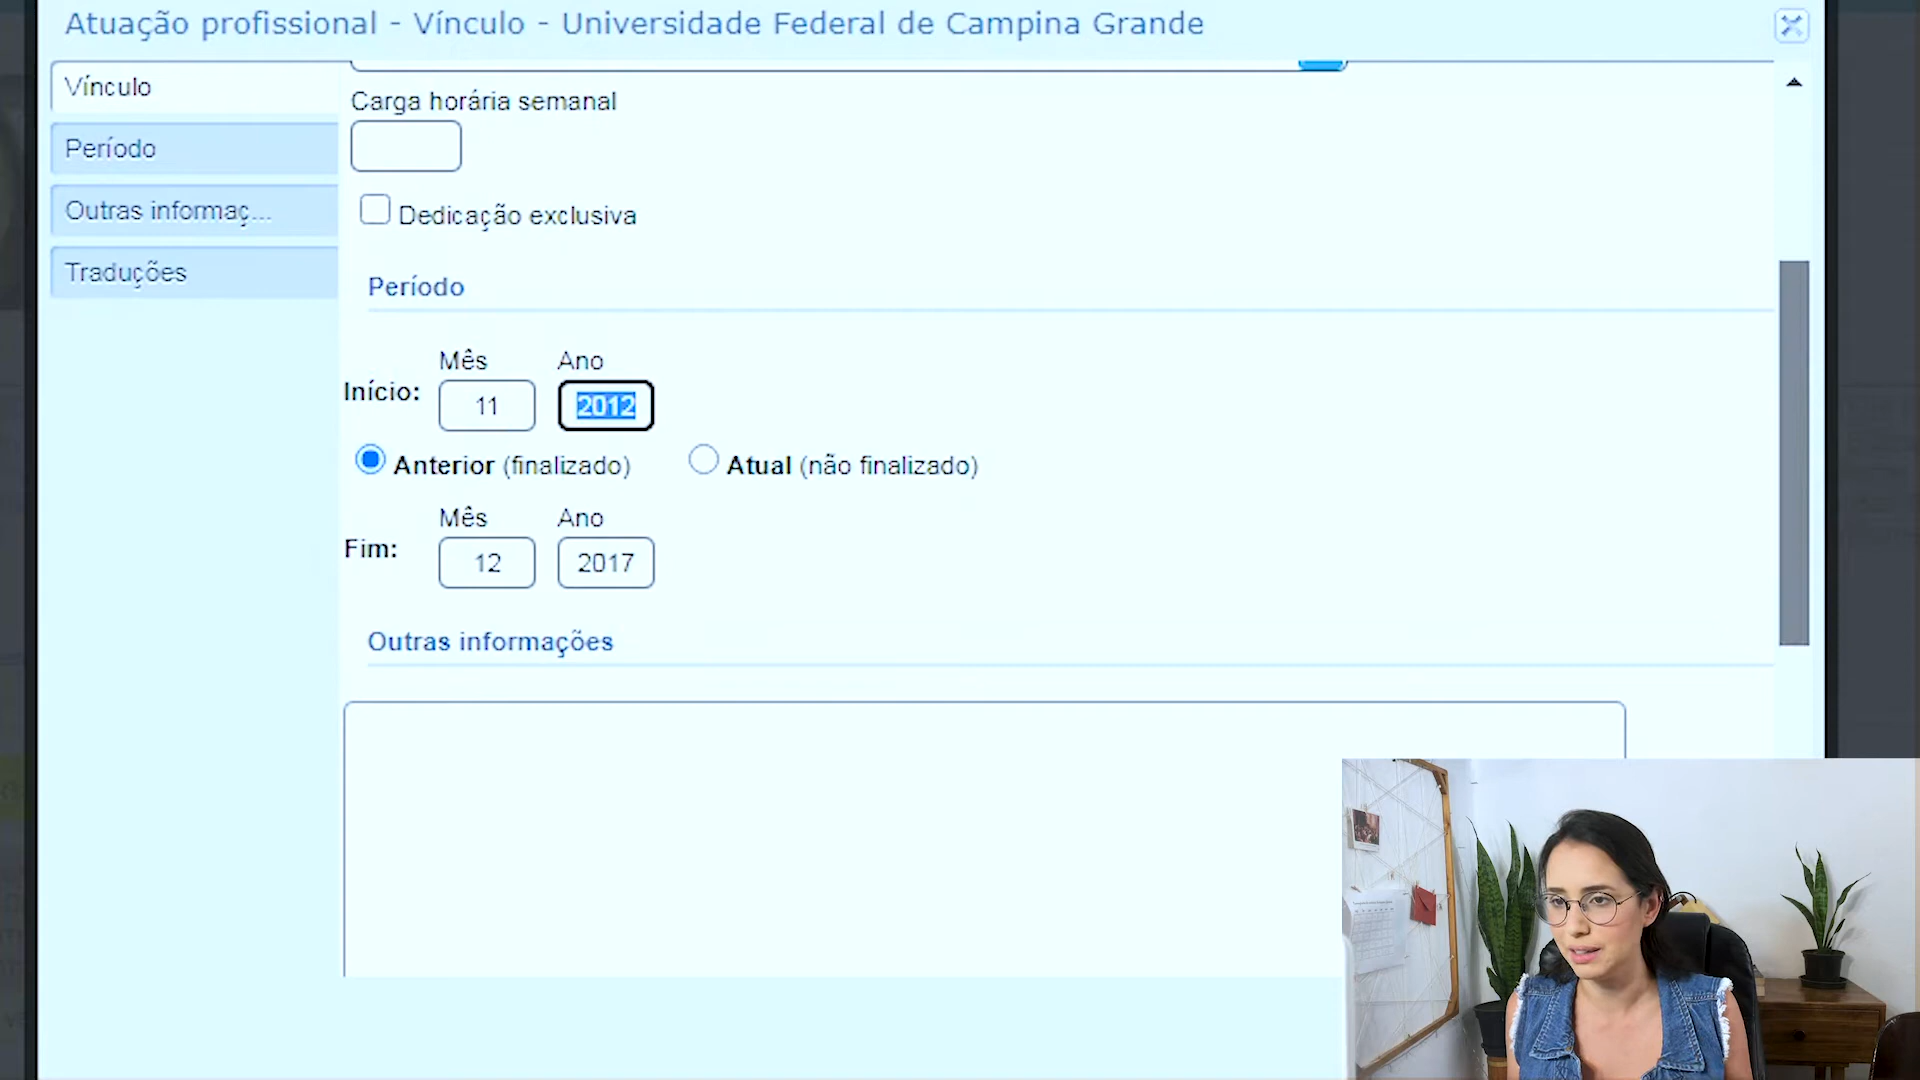 Atuação profissional - Vínculo - Universidade Federal de Campina Grande
Vínculo
Período
Outras informaç...
Traduções
Carga horária semanal
Dedicação exclusiva
Período
Mês Ano
Início: 11 2012
Anterior (finalizado) Atual (não finalizado)
Mês Ano
Fim: 12 2017
Outras informações